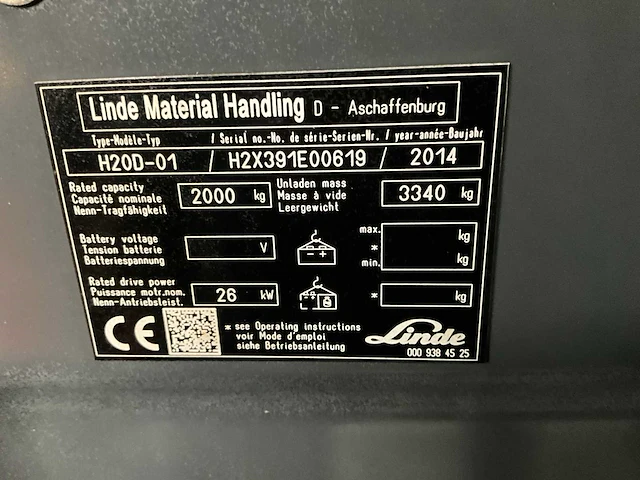 Linde Material Handling D - Aschaffenburg
Type-Modèle-Typ / Serial no.-No. de série-Serien-Nr. / year-année-Baujahr
H20D-01 / H2X391E00619 / 2014
Rated capacity
Capacité nominale
Nenn-Tragfähigkeit
2000 kg
Unladen mass
Masse à vide
Leergewicht
3340 kg
Battery voltage
Tension batterie
Batteriespannung
V
max. kg
*
min. kg
Rated drive power
Puissance motr.nom.
Nenn-Antriebsleist.
26 kW
* kg
CE
* see Operating instructions
voir Mode d'emploi
siehe Betriebsanleitung
Linde
000 938 45 25